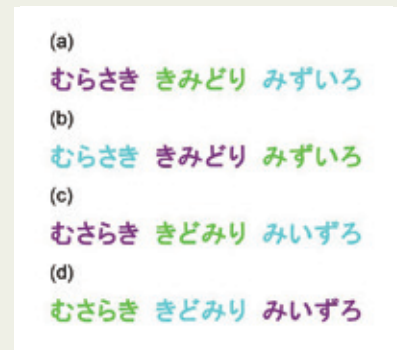 (a)
むらさき きみどり みずいろ
(b)
むらさき きみどり みずいろ
(c)
むさらき きどみり みいずろ
(d)
むさらき きどみり みいずろ